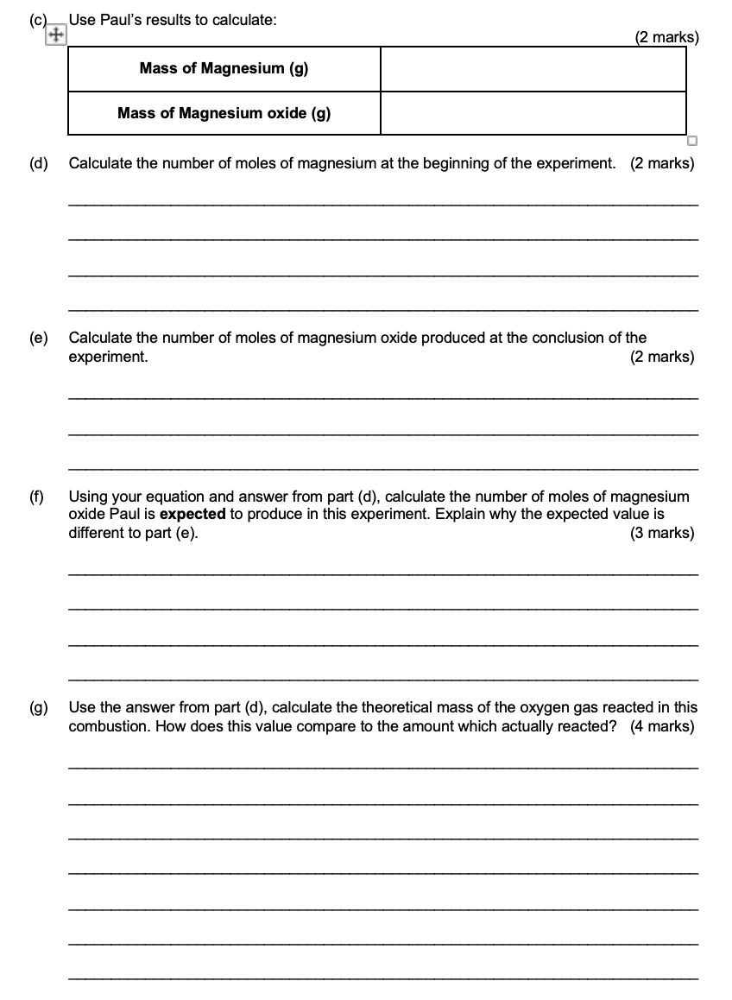 (c) Use Paul’s results to calculate:
(2 marks)
Mass of Magnesium (g)
Mass of Magnesium oxide (g)
(d) Calculate the number of moles of magnesium at the beginning of the experiment. (2 marks)
(e) Calculate the number of moles of magnesium oxide produced at the conclusion of the
experiment. (2 marks)
(f) Using your equation and answer from part (d), calculate the number of moles of magnesium
oxide Paul is expected to produce in this experiment. Explain why the expected value is
different to part (e). (3 marks)
(g) Use the answer from part (d), calculate the theoretical mass of the oxygen gas reacted in this
combustion. How does this value compare to the amount which actually reacted? (4 marks)